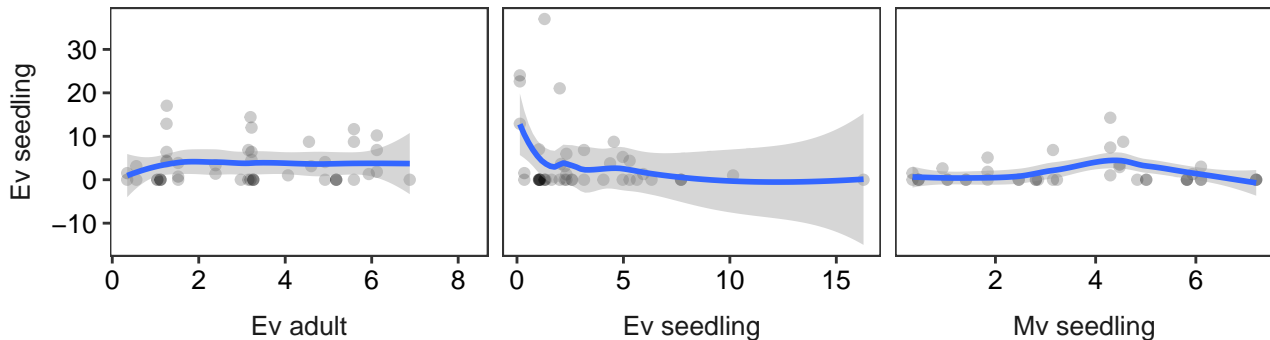 Ev seedling
30
20
10
0
−10
0 2 4 6 8
0 5 10 15
2 4 6
Ev adult
Ev seedling
Mv seedling